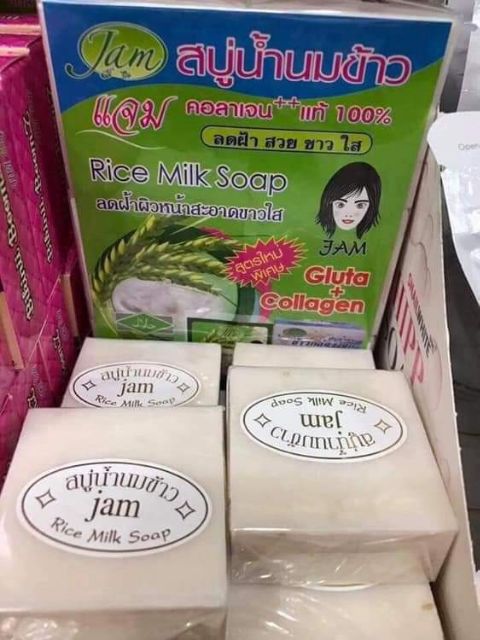 Jam
สบู่น้ำนมข้าว
แจ่ม คอลาเจน++แท้ 100%
ลดฝ้า สวย ขาว ใส
Rice Milk Soap
ลดฝ้าผิวหน้าสะอาดขาวใส
JAM
สูตรใหม่
พิเศษ
Gluta
+
Collagen
สบู่น้ำนมข้าว
jam
Rice Milk Soap
สบู่น้ำนมข้าว
jam
Rice Milk Soap
สบู่น้ำนมข้าว
jam
Rice Milk Soap